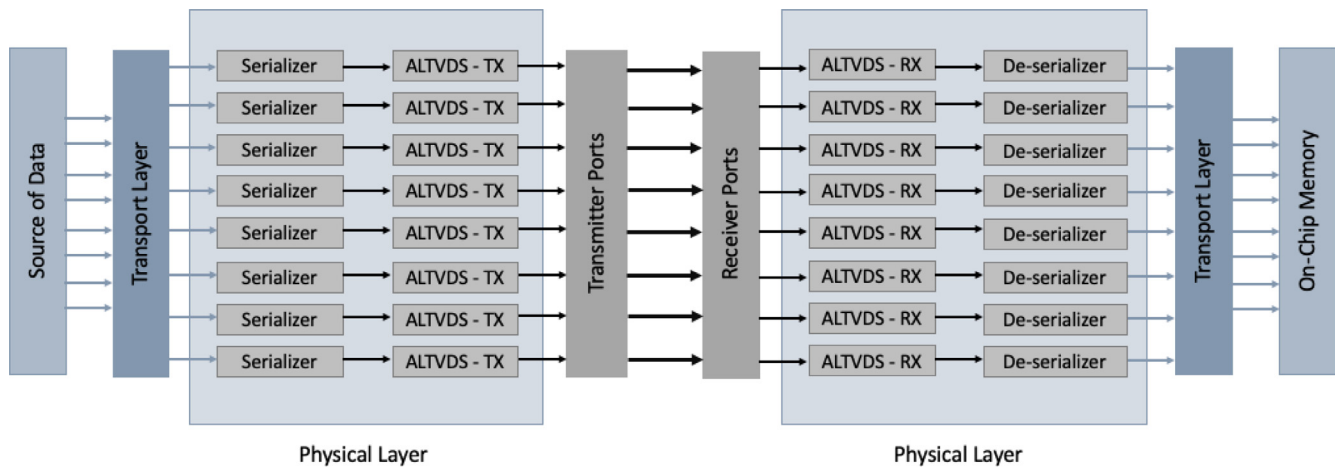 Source of Data
Transport Layer
Serializer
ALTVDS - TX
Serializer
ALTVDS - TX
Serializer
ALTVDS - TX
Serializer
ALTVDS - TX
Serializer
ALTVDS - TX
Serializer
ALTVDS - TX
Serializer
ALTVDS - TX
Serializer
ALTVDS - TX
Physical Layer
Transmitter Ports
Receiver Ports
ALTVDS - RX
De-serializer
ALTVDS - RX
De-serializer
ALTVDS - RX
De-serializer
ALTVDS - RX
De-serializer
ALTVDS - RX
De-serializer
ALTVDS - RX
De-serializer
ALTVDS - RX
De-serializer
ALTVDS - RX
De-serializer
Physical Layer
Transport Layer
On-Chip Memory